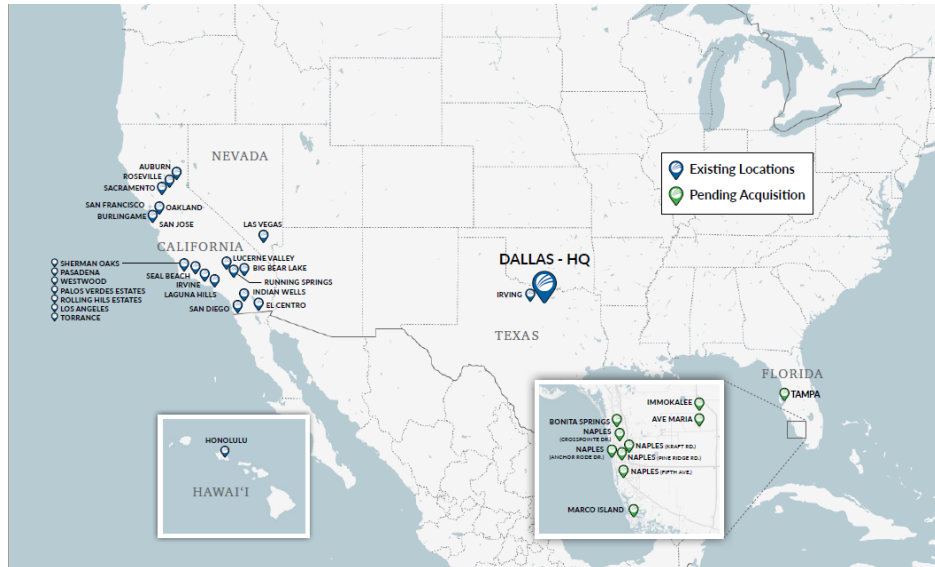 NEVADA
AUBURN
ROSEVILLE
SACRAMENTO
SAN FRANCISCO
OAKLAND
BURLINGAME
SAN JOSE
LAS VEGAS
CALIFORNIA
SHERMAN OAKS
PASADENA
WESTWOOD
PALOS VERDES ESTATES
ROLLING HILS ESTATES
LOS ANGELES
TORRANCE
LUCERNE VALLEY
BIG BEAR LAKE
SEAL BEACH
IRVINE
RUNNING SPRINGS
LAGUNA HILLS
INDIAN WELLS
SAN DIEGO
EL CENTRO
Existing Locations
Pending Acquisition
DALLAS - HQ
IRVING
TEXAS
FLORIDA
TAMPA
IMMOKALEE
AVE MARIA
BONITA SPRINGS
NAPLES
(CROSSPOINTE DR.)
NAPLES (KRAFT RD.)
NAPLES
(ANCHOR RODE DR.)
NAPLES (PINE RIDGE RD.)
NAPLES (FIFTH AVE.)
MARCO ISLAND
HONOLULU
HAWAI‘I